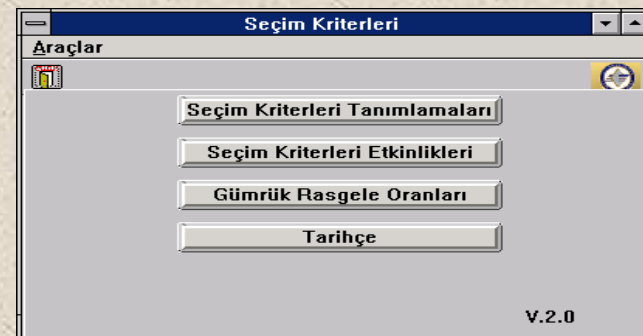 Seçim Kriterleri
Araçlar
Seçim Kriterleri Tanımlamaları
Seçim Kriterleri Etkinlikleri
Gümrük Rasgele Oranları
Tarihçe
V.2.0